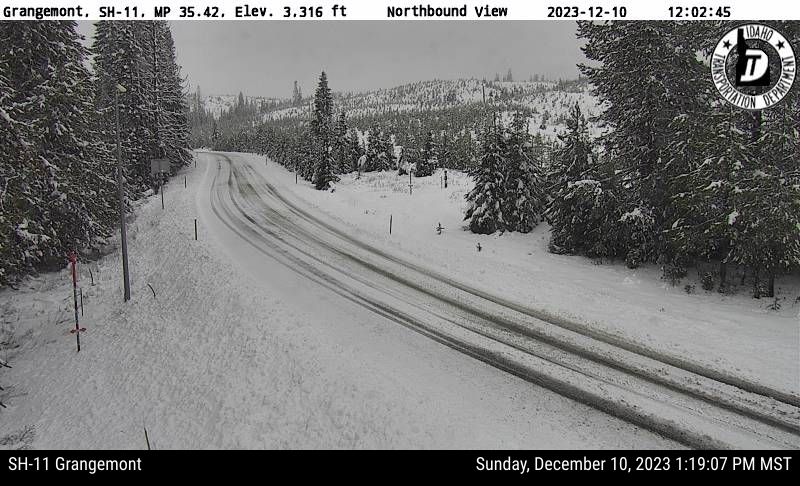 Grangemont, SH-11, MP 35.42, Elev. 3,316 ft Northbound View 2023-12-10 12:02:45
IDAHO
TRANSPORTATION DEPARTMENT
SH-11 Grangemont Sunday, December 10, 2023 1:19:07 PM MST